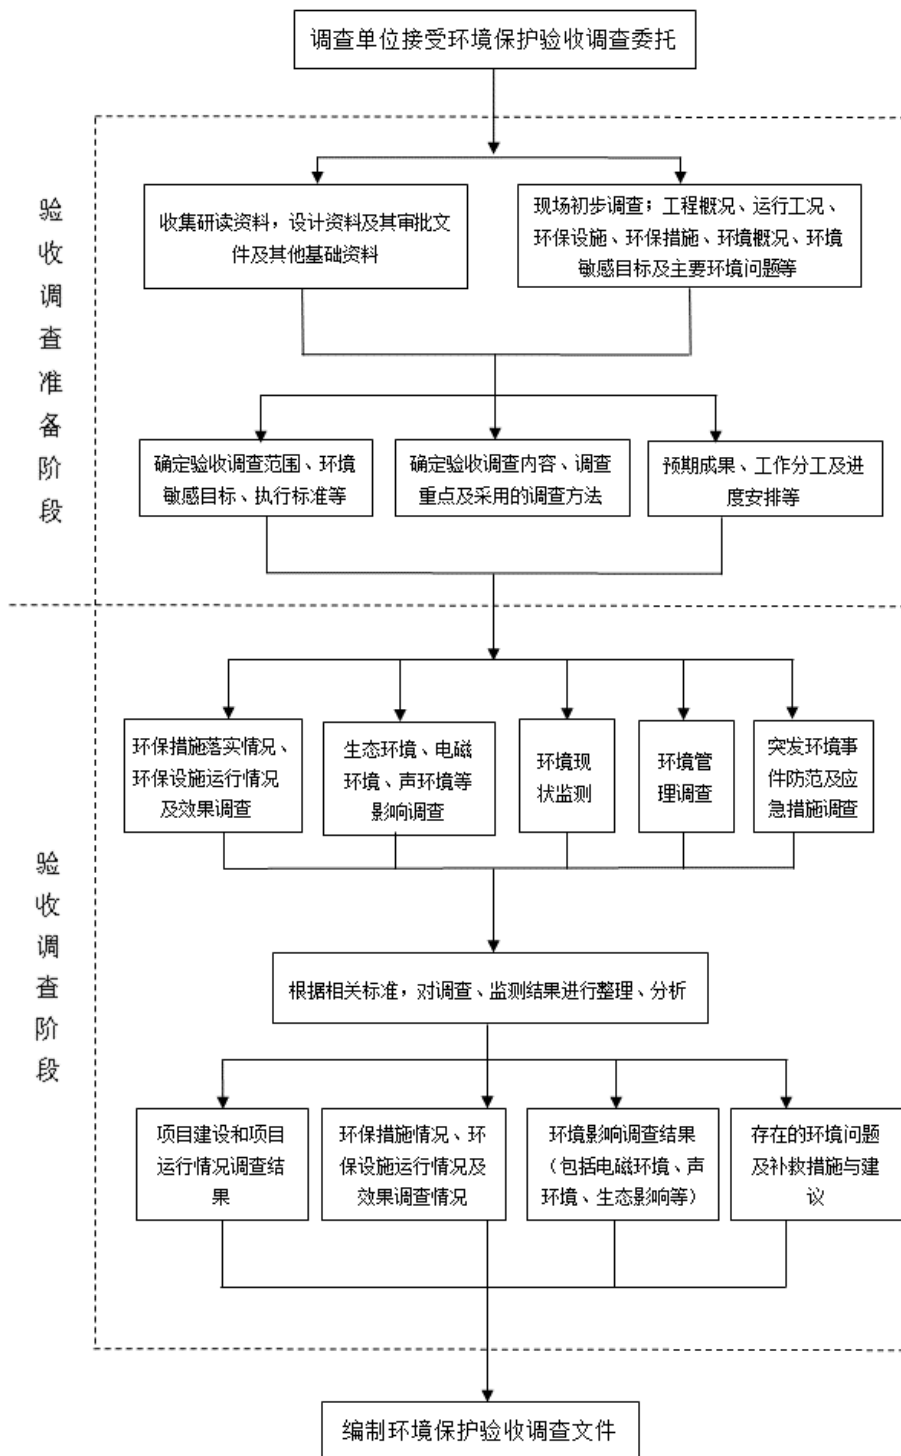 调查单位接受环境保护验收调查委托
验收调查准备阶段
收集研读资料，设计资料及其审批文
件及其他基础资料
现场初步调查；工程概况、运行工况、
环保设施、环保措施、环境概况、环境
敏感目标及主要环境问题等
确定验收调查范围、环境
敏感目标、执行标准等
确定验收调查内容、调查
重点及采用的调查方法
预期成果、工作分工及进
度安排等
验收调查阶段
环保措施落实情况、
环保设施运行情况
及效果调查
生态环境、电磁
环境、声环境等
影响调查
环境现
状监测
环境管
理调查
突发环境事
件防范及应
急措施调查
根据相关标准，对调查、监测结果进行整理、分析
项目建设和项目
运行情况调查结
果
环保措施情况、环
保设施运行情况及
效果调查情况
环境影响调查结果
（包括电磁环境、声
环境、生态影响等）
存在的环境问题
及补救措施与建
议
编制环境保护验收调查文件